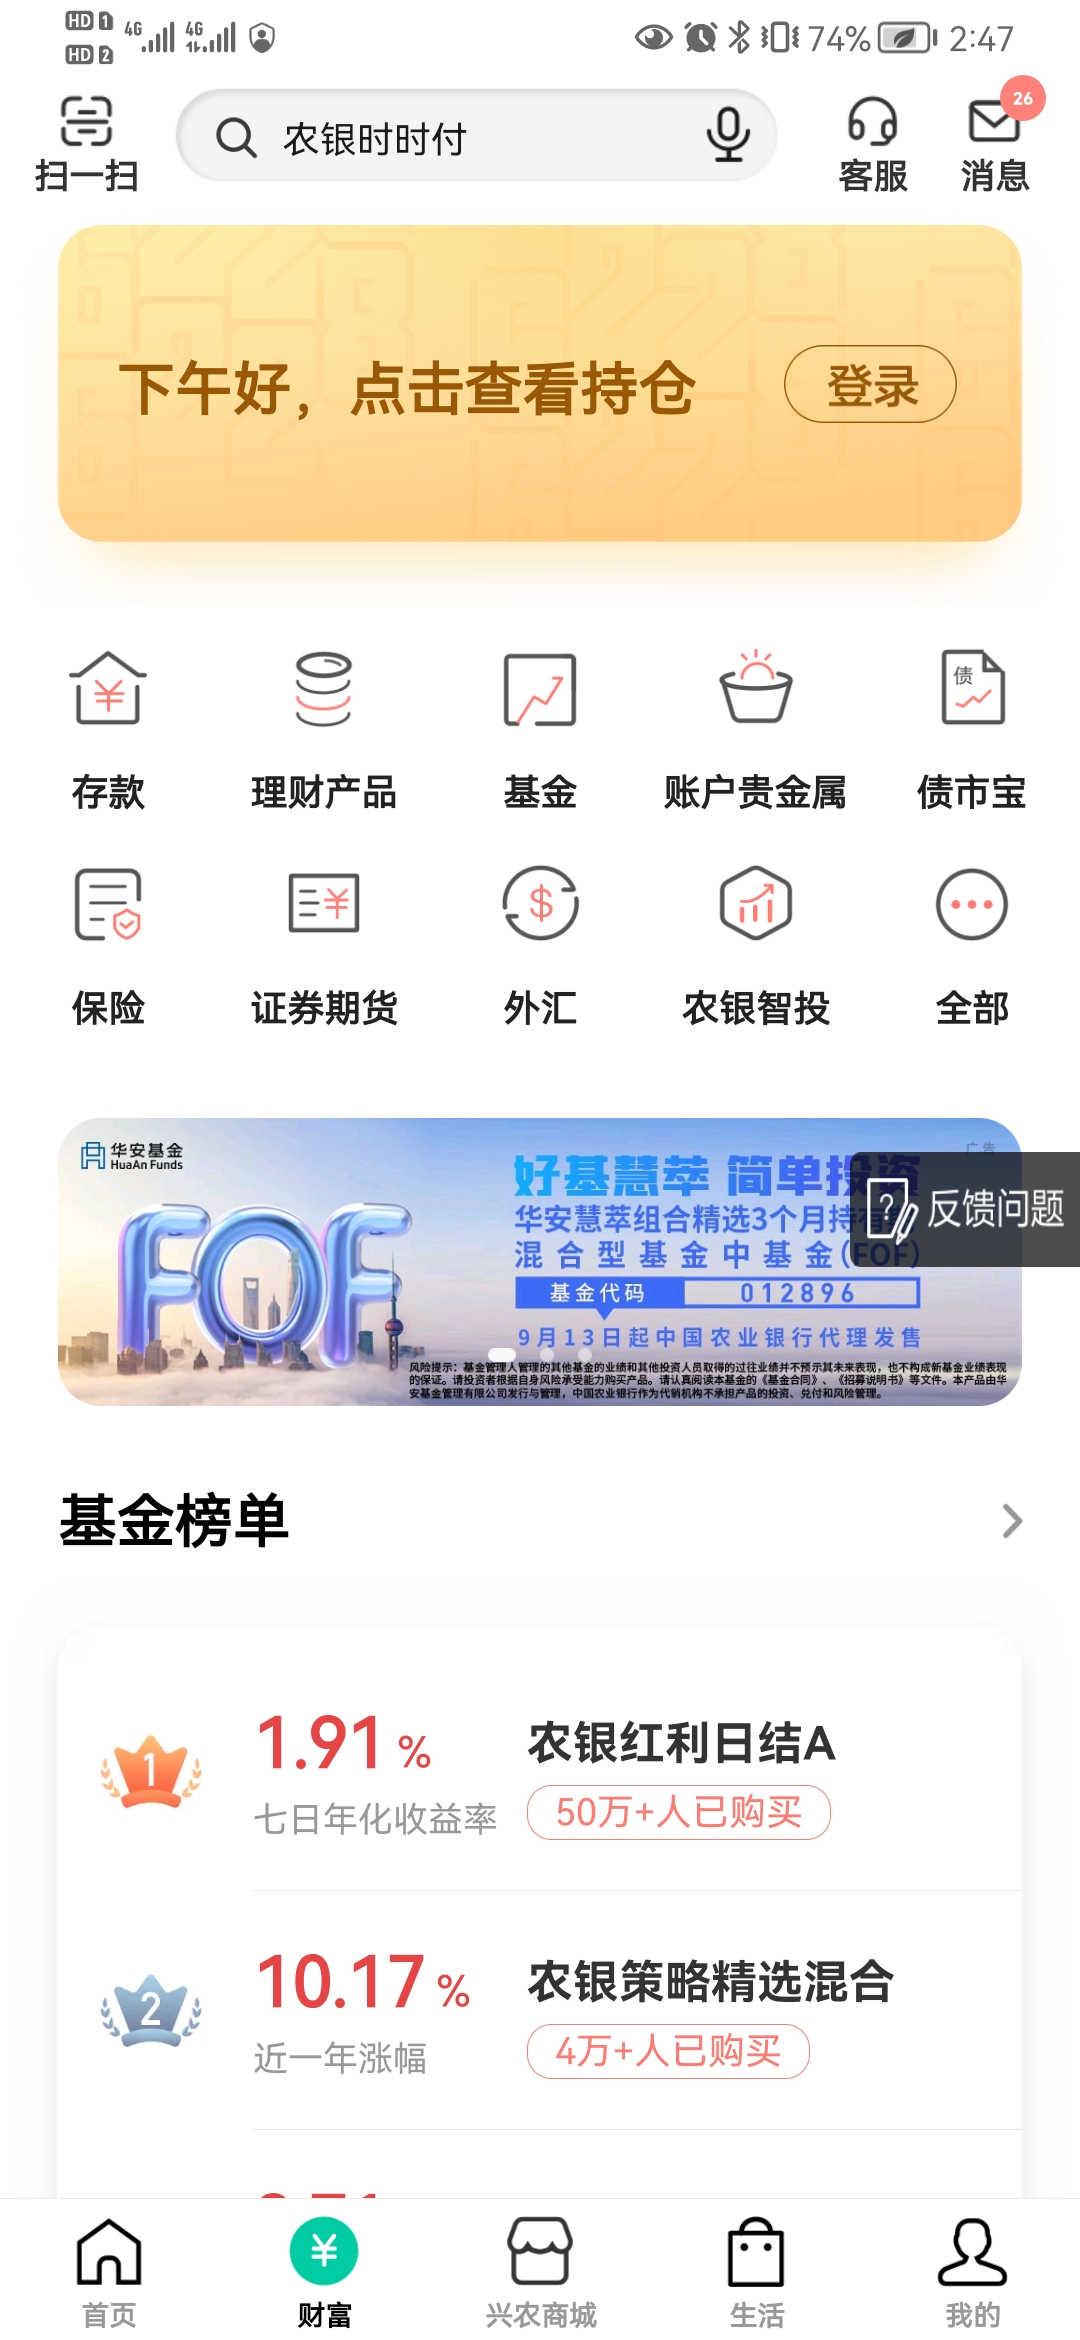 HD 1 4G 4G 74% 2:47
HD 2
农银时时付 26
扫一扫 客服 消息
下午好，点击查看持仓 登录
债
存款 理财产品 基金 账户贵金属 债市宝
保险 证券期货 外汇 农银智投 全部
华安基金 广告
HuaAn Funds
FOF
好基慧萃 简单投资
反馈问题
华安慧萃组合精选3个月持有期
混合型基金中基金(FOF)
基金代码 012896
9月13日起中国农业银行代理发售
风险提示：基金管理人管理的其他基金的业绩和其他投资人员取得的过往业绩并不预示其未来表现，也不构成新基金业绩表现
的保证。请投资者根据自身风险承受能力购买产品。请认真阅读本基金的《基金合同》、《招募说明书》等文件。本产品由华
安基金管理有限公司发行与管理，中国农业银行作为代销机构不承担产品的投资、兑付和风险管理。
基金榜单
1 1.91% 农银红利日结A
七日年化收益率 50万+人已购买
2 10.17% 农银策略精选混合
近一年涨幅 4万+人已购买
首页 财富 兴农商城 生活 我的